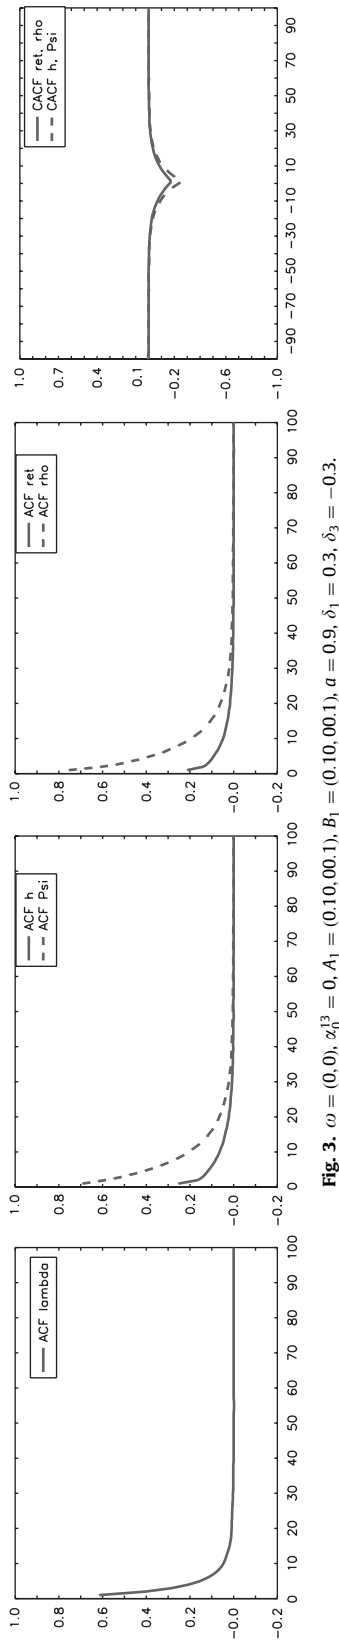 ACF lambda
1.0
0.8
0.6
0.4
0.2
−0.0
−0.2
0 10 20 30 40 50 60 70 80 90 100
ACF h
ACF Psi
1.0
0.8
0.6
0.4
0.2
−0.0
−0.2
0 10 20 30 40 50 60 70 80 90 100
ACF ret
ACF rho
1.0
0.8
0.6
0.4
0.2
−0.0
−0.2
0 10 20 30 40 50 60 70 80 90 100
CACF ret, rho
CACF h, Psi
1.0
0.7
0.4
0.1
−0.2
−0.6
−1.0
−90 −70 −50 −30 −10 10 30 50 70 90
Fig. 3. ω = (0,0), α₀¹³ = 0, A₁ = (0.10,00.1), B₁ = (0.10,00.1), a = 0.9, δ₁ = 0.3, δ₃ = −0.3.